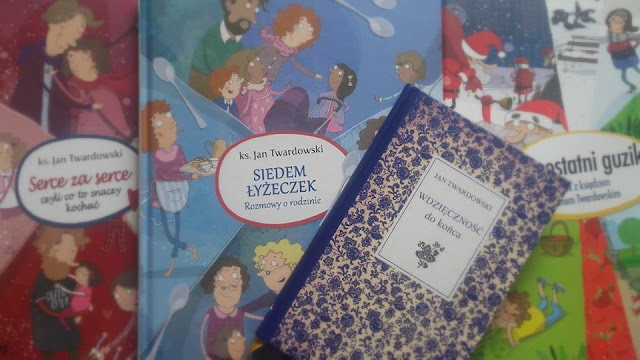 ks. Jan Twardowski
Serce za serce
czyli co to znaczy
kochać
ks. Jan Twardowski
SIEDEM
ŁYŻECZEK
Rozmowy o rodzinie
JAN TWARDOWSKI
WDZIĘCZNOŚĆ
do końca
ostatni guzik
z księdzem
Twardowskim